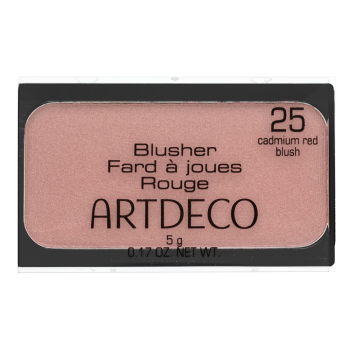 25
cadmium red
blush
Blusher
Fard à joues
Rouge
ARTDECO
5 g
0.17 OZ. NET WT.